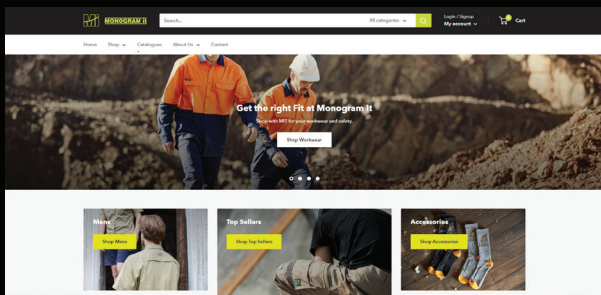 MONOGRAM it
Search...
All categories
Login / Signup
My account
0
Cart
Home
Shop
Catalogues
About Us
Contact
Get the right Fit at Monogram It
Shop with MIT for your workwear and safety.
Shop Workwear
Mens
Shop Mens
Top Sellers
Shop Top Sellers
Accessories
Shop Accessories